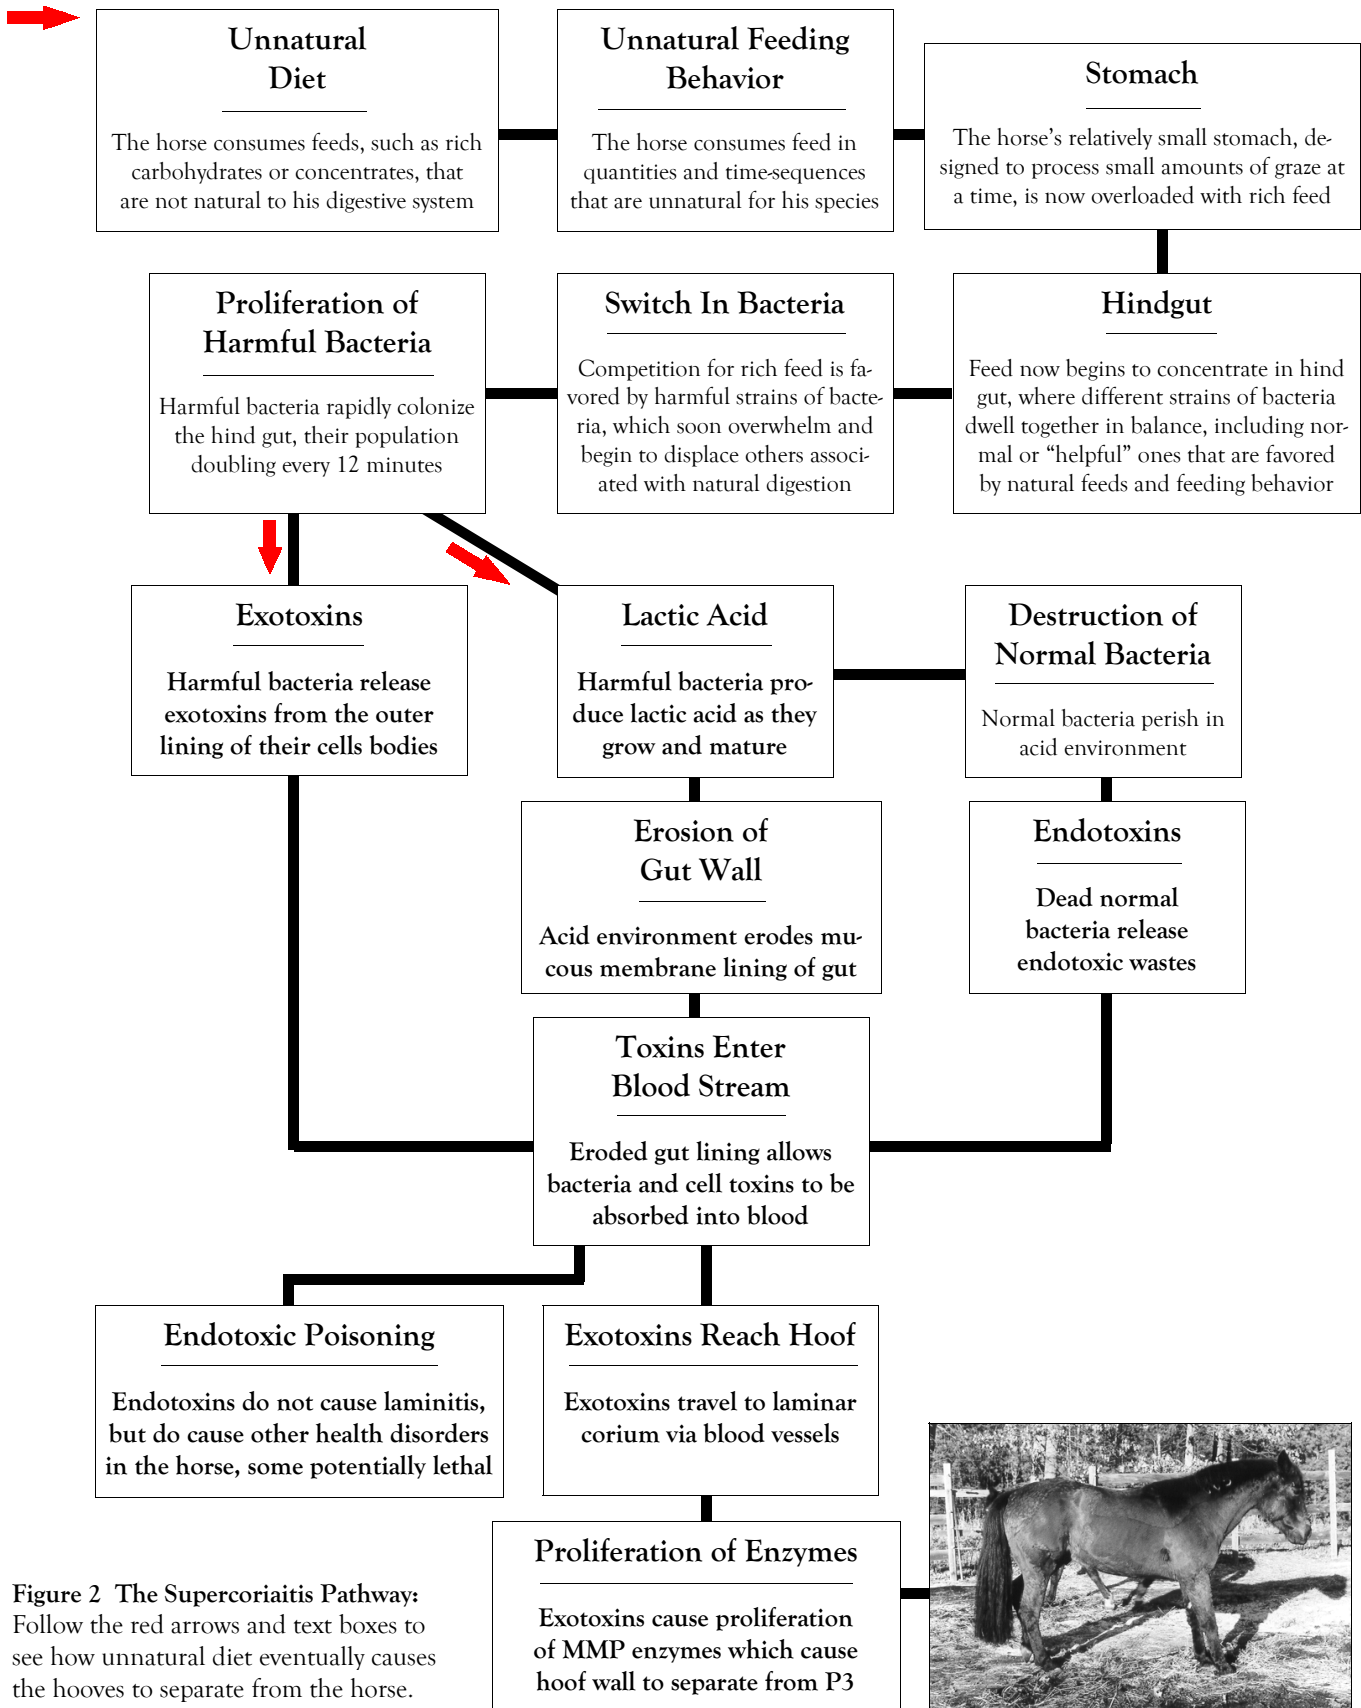 Unnatural
Diet
The horse consumes feeds, such as rich
carbohydrates or concentrates, that
are not natural to his digestive system
Unnatural Feeding
Behavior
The horse consumes feed in
quantities and time-sequences
that are unnatural for his species
Stomach
The horse's relatively small stomach, de-
signed to process small amounts of graze at
a time, is now overloaded with rich feed
Hindgut
Feed now begins to concentrate in hind
gut, where different strains of bacteria
dwell together in balance, including nor-
mal or “helpful” ones that are favored
by natural feeds and feeding behavior
Switch In Bacteria
Competition for rich feed is fa-
vored by harmful strains of bacte-
ria, which soon overwhelm and
begin to displace others associ-
ated with natural digestion
Proliferation of
Harmful Bacteria
Harmful bacteria rapidly colonize
the hind gut, their population
doubling every 12 minutes
Exotoxins
Harmful bacteria release
exotoxins from the outer
lining of their cells bodies
Lactic Acid
Harmful bacteria pro-
duce lactic acid as they
grow and mature
Destruction of
Normal Bacteria
Normal bacteria perish in
acid environment
Erosion of
Gut Wall
Acid environment erodes mu-
cous membrane lining of gut
Endotoxins
Dead normal
bacteria release
endotoxic wastes
Toxins Enter
Blood Stream
Eroded gut lining allows
bacteria and cell toxins to be
absorbed into blood
Endotoxic Poisoning
Endotoxins do not cause laminitis,
but do cause other health disorders
in the horse, some potentially lethal
Exotoxins Reach Hoof
Exotoxins travel to laminar
corium via blood vessels
Proliferation of Enzymes
Exotoxins cause proliferation
of MMP enzymes which cause
hoof wall to separate from P3
Figure 2 The Supercoriaitis Pathway:
Follow the red arrows and text boxes to
see how unnatural diet eventually causes
the hooves to separate from the horse.